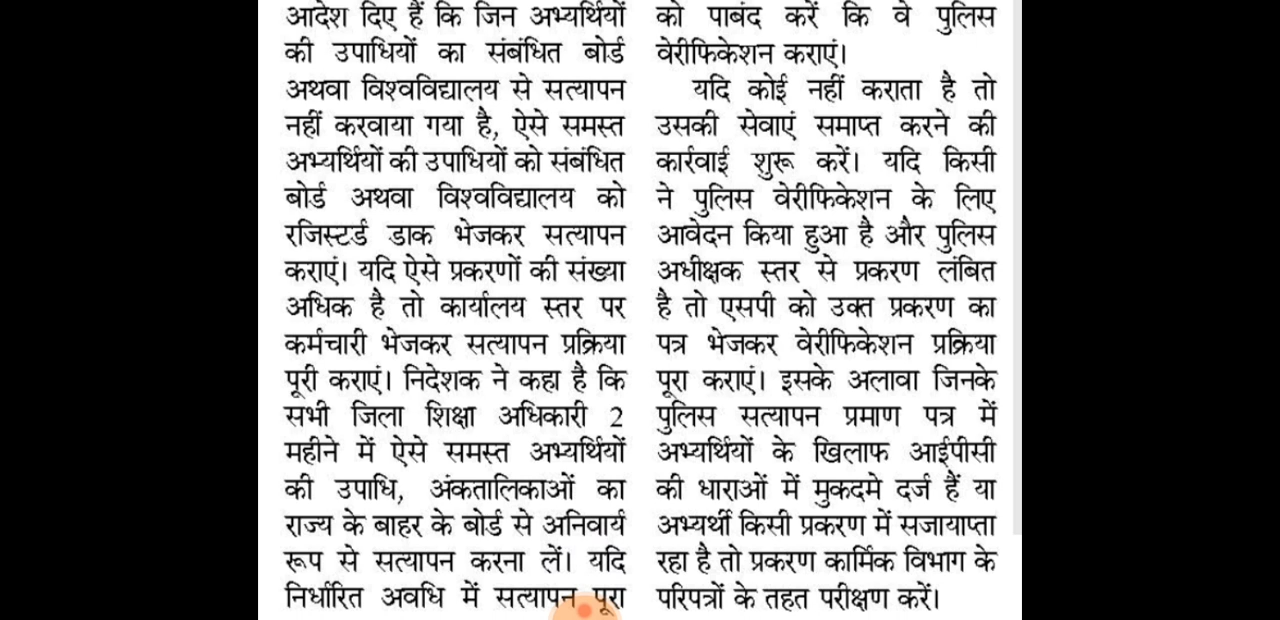 आदेश दिए हैं कि जिन अभ्यर्थियों
की उपाधियों का संबंधित बोर्ड
अथवा विश्वविद्यालय से सत्यापन
नहीं करवाया गया है, ऐसे समस्त
अभ्यर्थियों की उपाधियों को संबंधित
बोर्ड अथवा विश्वविद्यालय को
रजिस्टर्ड डाक भेजकर सत्यापन
कराएं। यदि ऐसे प्रकरणों की संख्या
अधिक है तो कार्यालय स्तर पर
कर्मचारी भेजकर सत्यापन प्रक्रिया
पूरी कराएं। निदेशक ने कहा है कि
सभी जिला शिक्षा अधिकारी 2
महीने में ऐसे समस्त अभ्यर्थियों
की उपाधि, अंकतालिकाओं का
राज्य के बाहर के बोर्ड से अनिवार्य
रूप से सत्यापन करना लें। यदि
निर्धारित अवधि में सत्यापन पूरा
को पाबंद करें कि वे पुलिस
वेरीफिकेशन कराएं।
यदि कोई नहीं कराता है तो
उसकी सेवाएं समाप्त करने की
कार्रवाई शुरू करें। यदि किसी
ने पुलिस वेरीफिकेशन के लिए
आवेदन किया हुआ है और पुलिस
अधीक्षक स्तर से प्रकरण लंबित
है तो एसपी को उक्त प्रकरण का
पत्र भेजकर वेरीफिकेशन प्रक्रिया
पूरा कराएं। इसके अलावा जिनके
पुलिस सत्यापन प्रमाण पत्र में
अभ्यर्थियों के खिलाफ आईपीसी
की धाराओं में मुकदमे दर्ज हैं या
अभ्यर्थी किसी प्रकरण में सजायाप्ता
रहा है तो प्रकरण कार्मिक विभाग के
परिपत्रों के तहत परीक्षण करें।